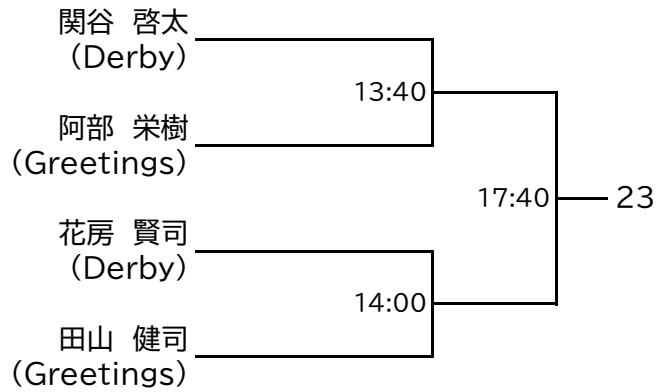 関谷 啓太
(Derby)
13:40
阿部 栄樹
(Greetings)
17:40
23
花房 賢司
(Derby)
14:00
田山 健司
(Greetings)